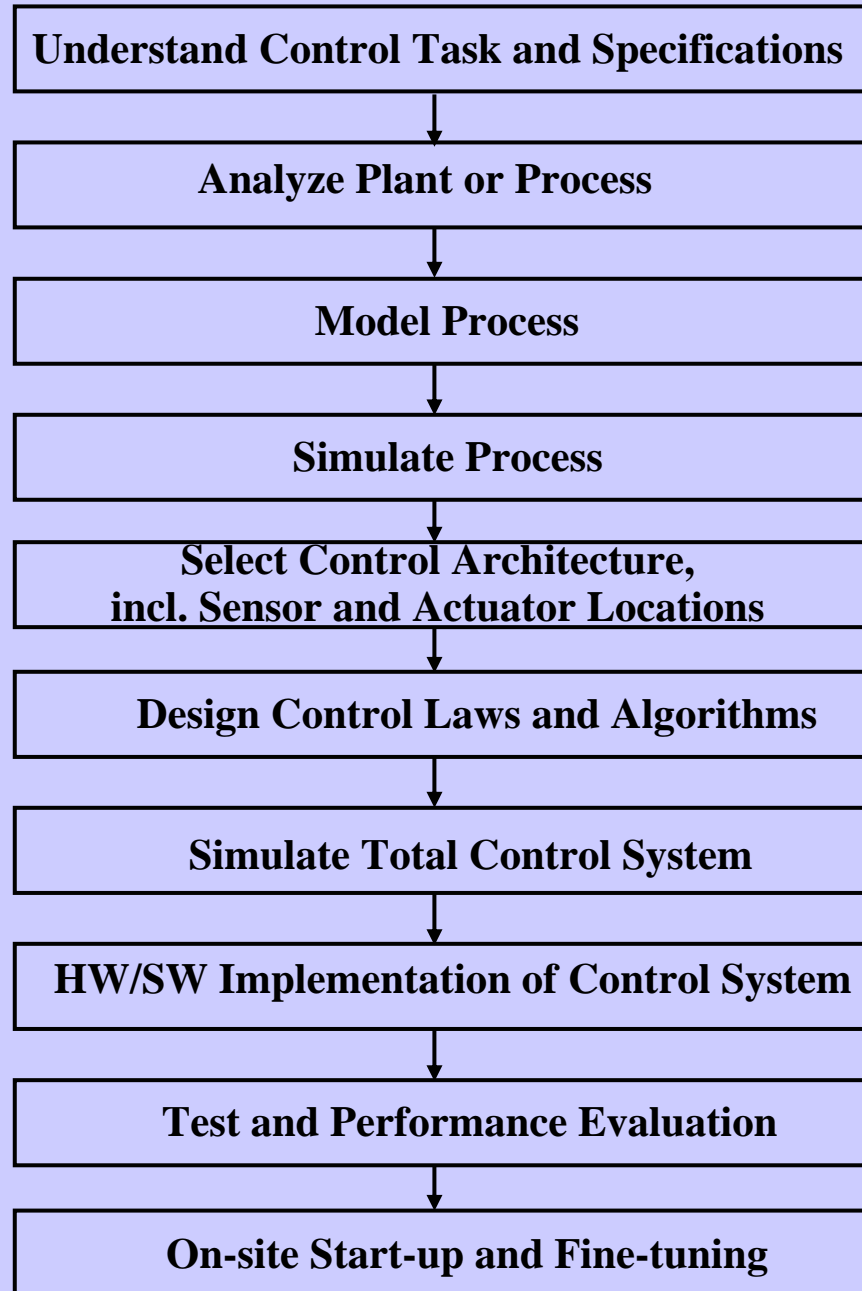 Understand Control Task and Specifications
Analyze Plant or Process
Model Process
Simulate Process
Select Control Architecture,
incl. Sensor and Actuator Locations
Design Control Laws and Algorithms
Simulate Total Control System
HW/SW Implementation of Control System
Test and Performance Evaluation
On-site Start-up and Fine-tuning